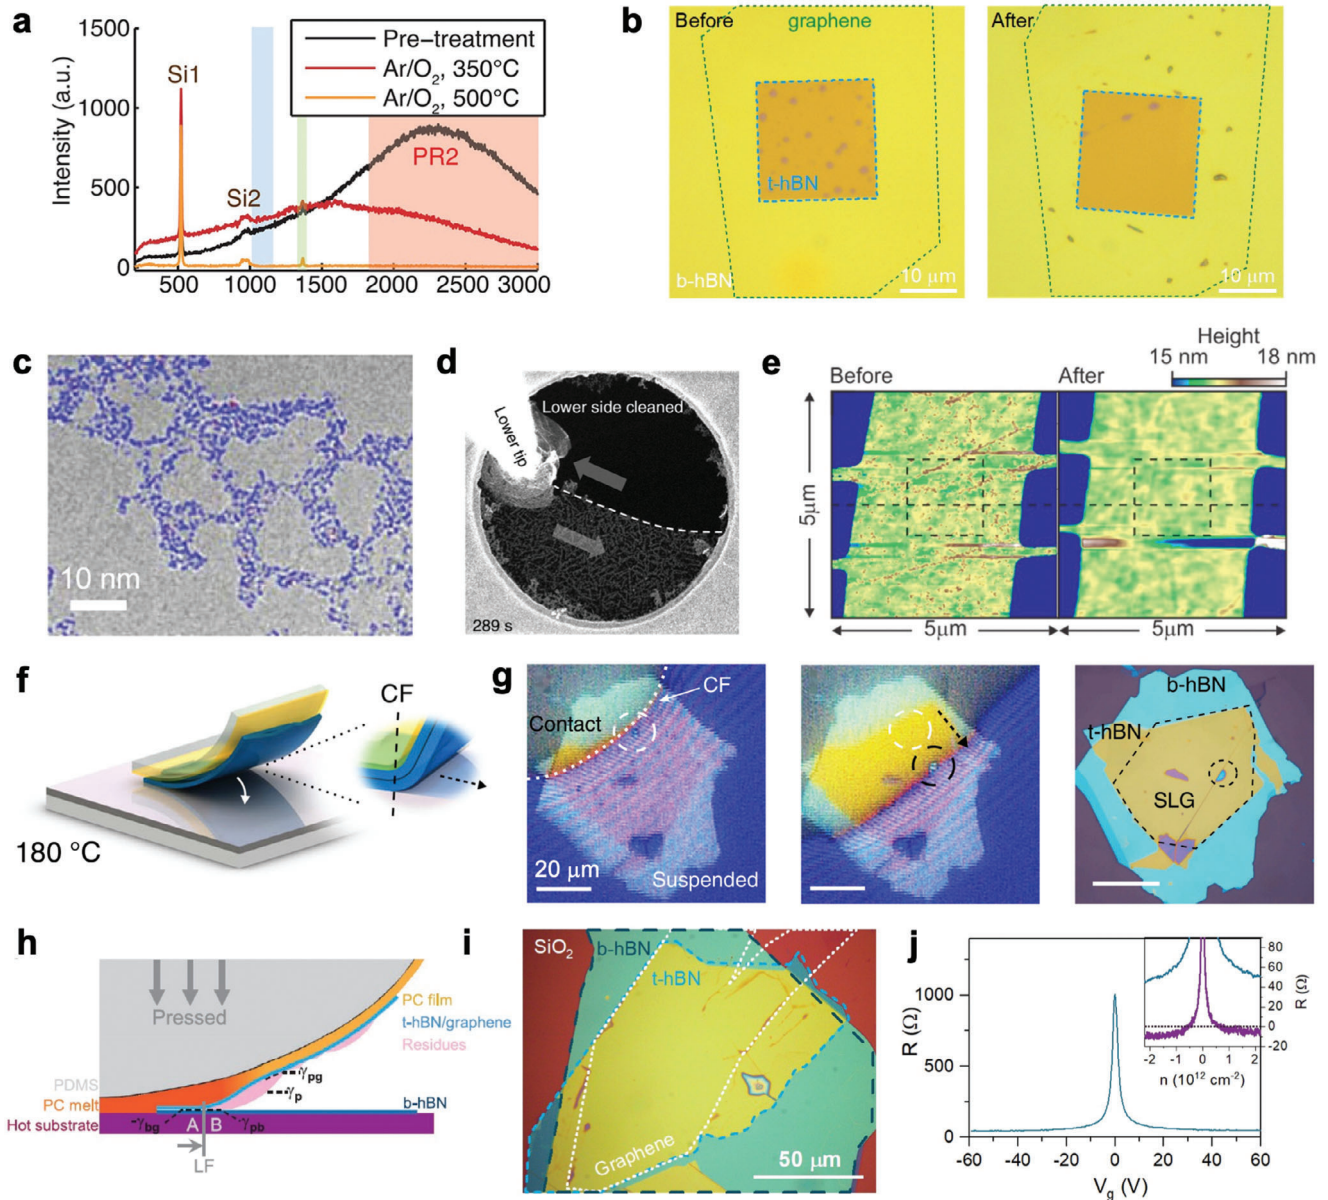 a
1500
1000
500
0
Intensity (a.u.)
Si1
Si2
Pre-treatment
Ar/O₂, 350°C
Ar/O₂, 500°C
PR2
500 1000 1500 2000 2500 3000
b
Before
graphene
t-hBN
b-hBN
10 μm
After
10 μm
c
10 nm
d
Lower side cleaned
Lower tip
289 s
e
Height
15 nm 18 nm
Before After
5μm
5μm 5μm
f
CF
180 °C
g
CF
Contact
20 μm
Suspended
b-hBN
t-hBN
SLG
h
Pressed
PC film
t-hBN/graphene
Residues
γpg
γp
PDMS
PC melt
b-hBN
Hot substrate
-γbg
A B
γpb
LF
i
SiO₂
b-hBN
t-hBN
Graphene
50 μm
j
1000
500
0
R (Ω)
-60 -40 -20 0 20 40 60
Vg (V)
80
60
40
20
0
-20
R (Ω)
-2 -1 0 1 2
n (10¹² cm⁻²)